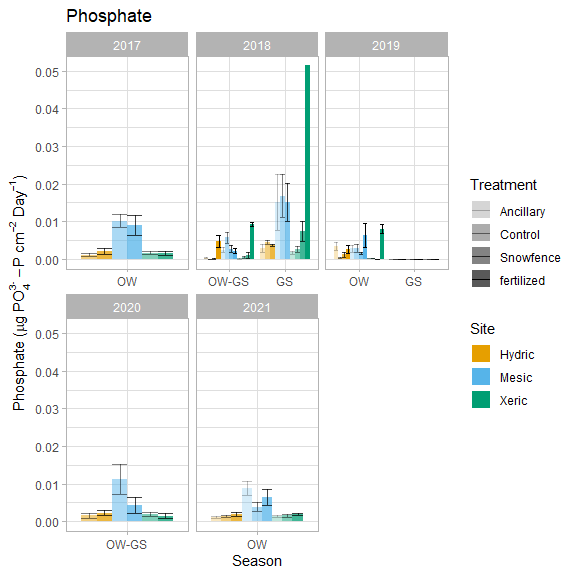 Phosphate
2017 2018 2019
0.05
0.04
0.03
0.02
0.01
0.00
OW OW-GS GS OW GS
2020 2021
0.05
0.04
0.03
0.02
0.01
0.00
OW-GS OW
Season
Phosphate (µg PO₄³⁻–P cm⁻² Day⁻¹)
Treatment
Ancillary
Control
Snowfence
fertilized
Site
Hydric
Mesic
Xeric